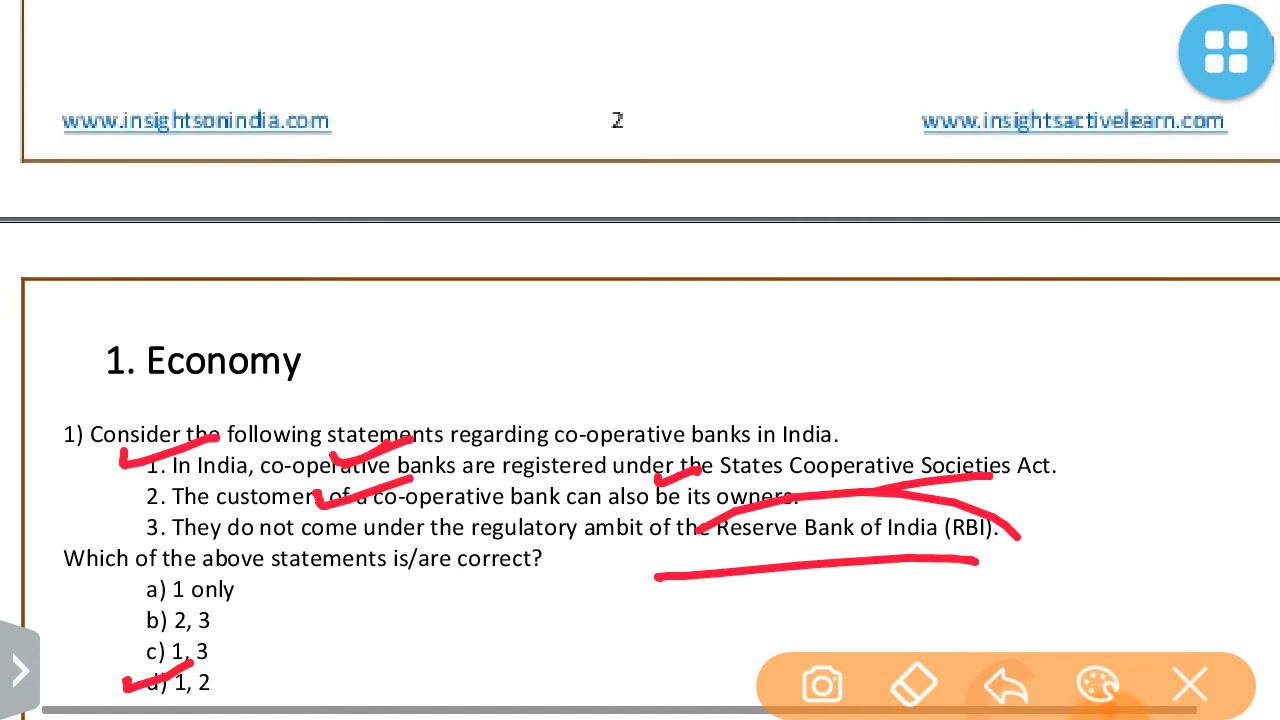 www.insightsonindia.com 2 www.insightsactivelearn.com
1. Economy
1) Consider the following statements regarding co-operative banks in India.
1. In India, co-operative banks are registered under the States Cooperative Societies Act.
2. The customers of a co-operative bank can also be its owners.
3. They do not come under the regulatory ambit of the Reserve Bank of India (RBI).
Which of the above statements is/are correct?
a) 1 only
b) 2, 3
c) 1, 3
d) 1, 2